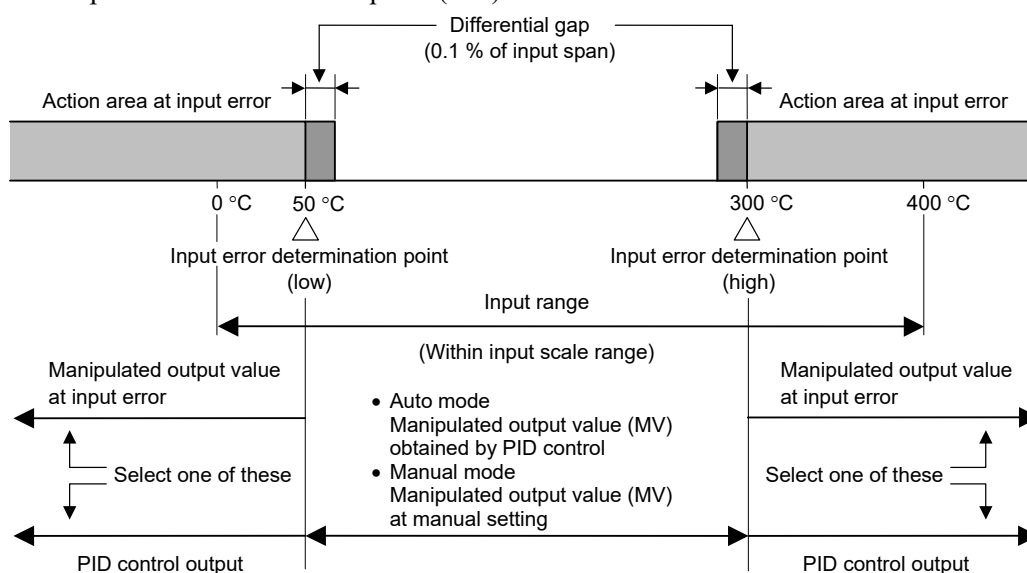 Differential gap
(0.1 % of input span)
Action area at input error
Action area at input error
0 °C
50 °C
300 °C
400 °C
Input error determination point
(low)
Input error determination point
(high)
Input range
(Within input scale range)
Manipulated output value
at input error
Manipulated output value
at input error
• Auto mode
Manipulated output value (MV)
obtained by PID control
• Manual mode
Manipulated output value (MV)
at manual setting
Select one of these
Select one of these
PID control output
PID control output